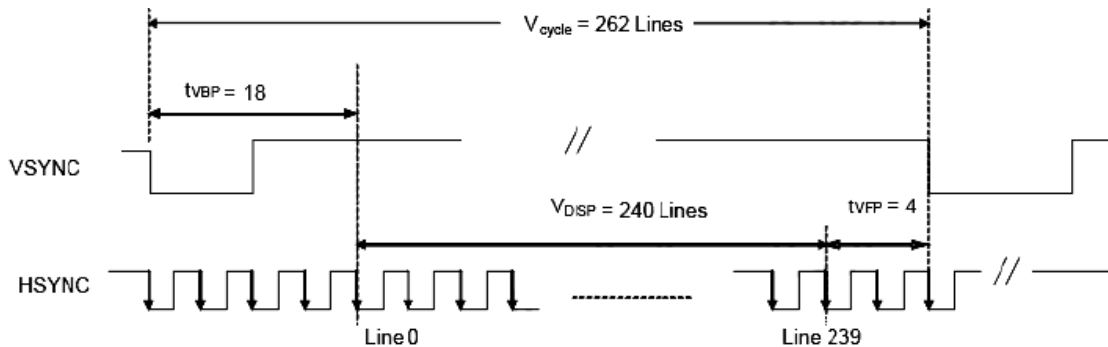 Vcycle = 262 Lines
tVBP = 18
VSYNC
VDISP = 240 Lines
tVFP = 4
HSYNC
Line 0
Line 239